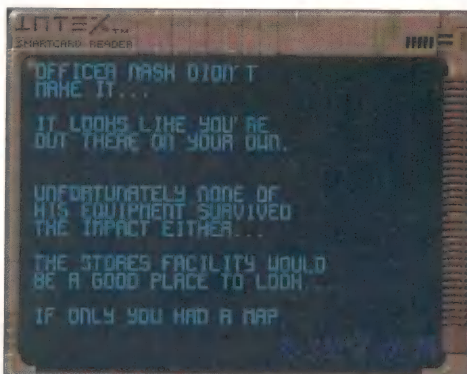 INTEX TM
SMARTCARD READER
OFFICER NASH DIDN'T
MAKE IT...
IT LOOKS LIKE YOU'RE
OUT THERE ON YOUR OWN.
UNFORTUNATELY NONE OF
HIS EQUIPMENT SURVIVED
THE IMPACT EITHER...
THE STORES FACILITY WOULD
BE A GOOD PLACE TO LOOK...
IF ONLY YOU HAD A MAP